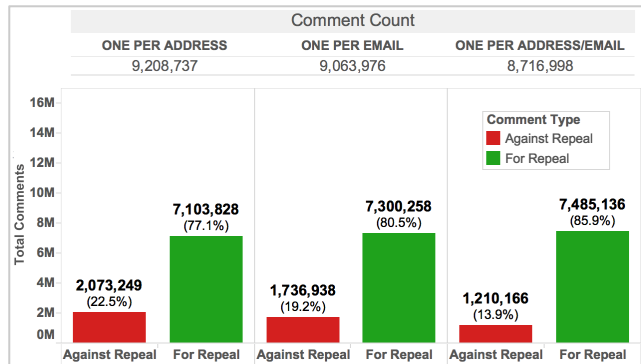 Comment Count
ONE PER ADDRESS ONE PER EMAIL ONE PER ADDRESS/EMAIL
9,208,737 9,063,976 8,716,998
Total Comments
16M
14M
12M
10M
8M
6M
4M
2M
0M
Comment Type
Against Repeal
For Repeal
2,073,249
(22.5%)
7,103,828
(77.1%)
1,736,938
(19.2%)
7,300,258
(80.5%)
1,210,166
(13.9%)
7,485,136
(85.9%)
Against Repeal For Repeal Against Repeal For Repeal Against Repeal For Repeal